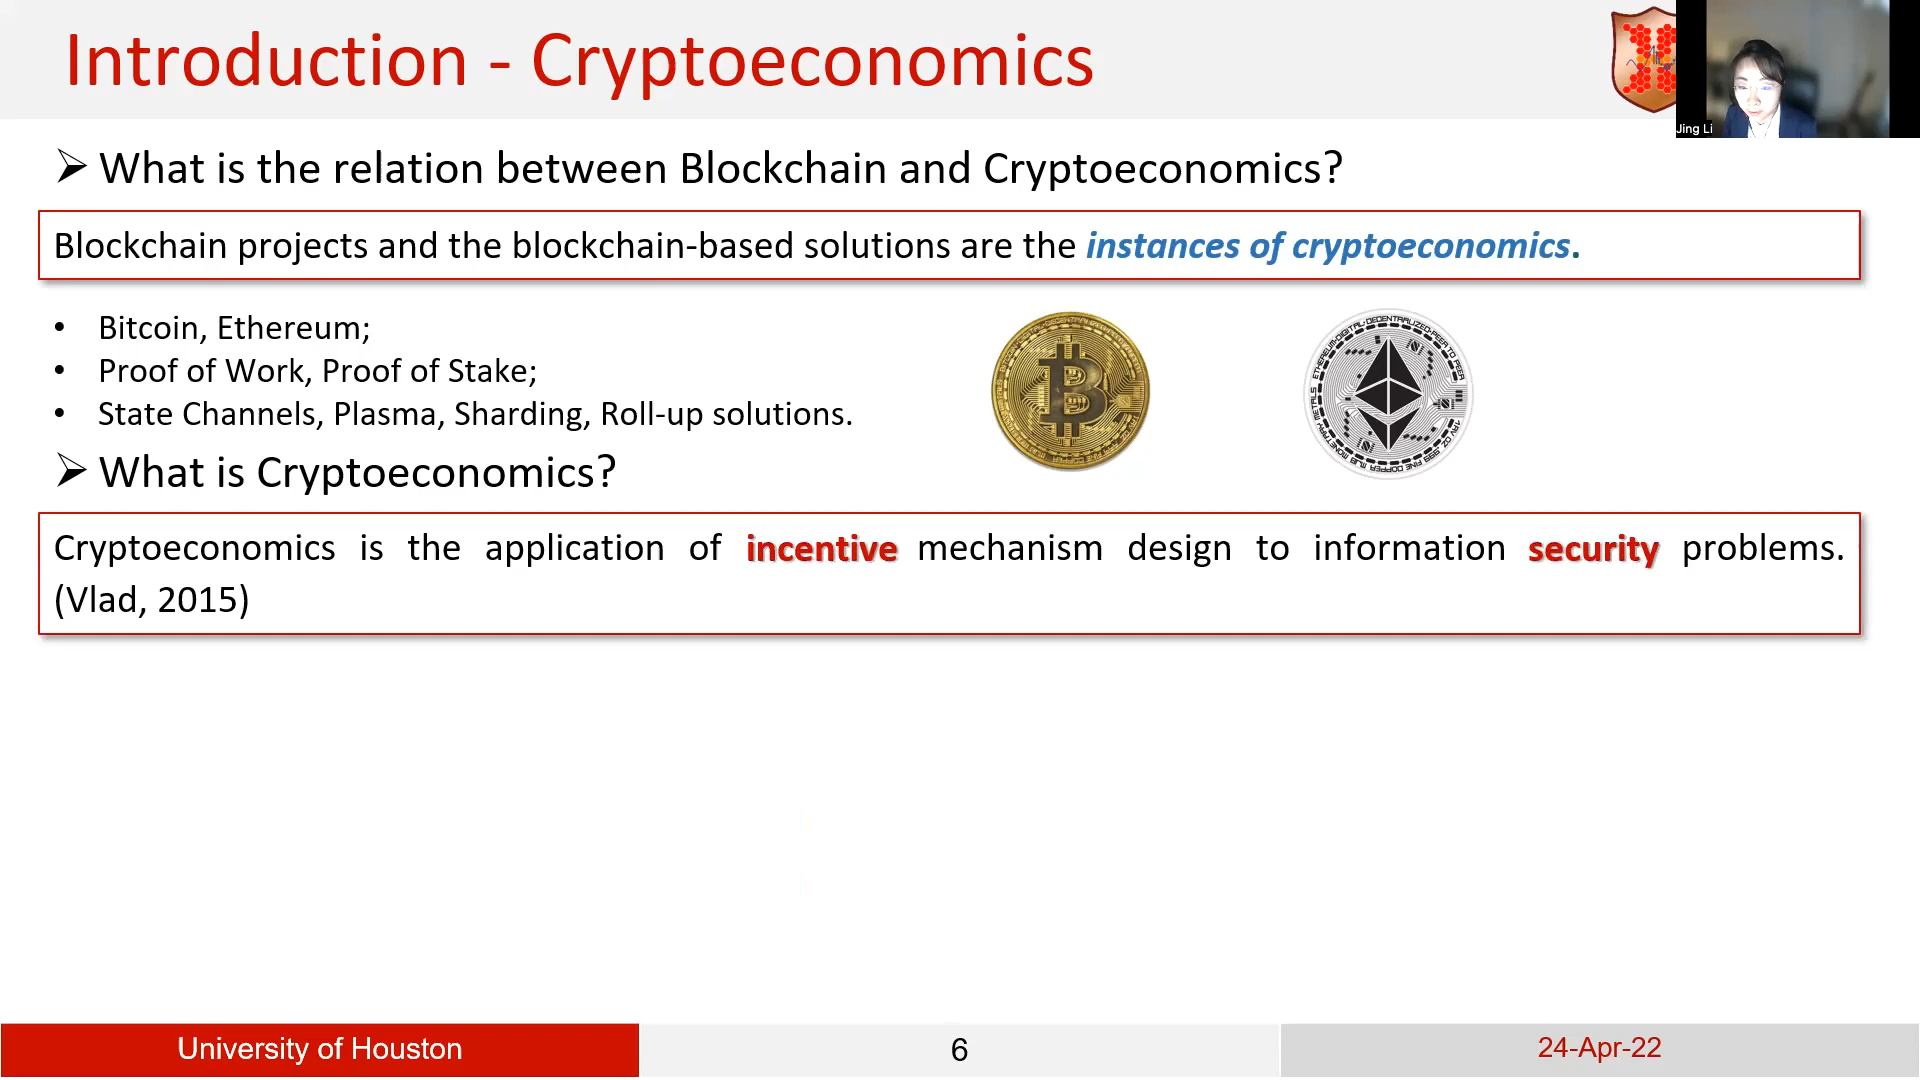 Introduction - Cryptoeconomics
Jing Li
➢ What is the relation between Blockchain and Cryptoeconomics?
Blockchain projects and the blockchain-based solutions are the instances of cryptoeconomics.
• Bitcoin, Ethereum;
• Proof of Work, Proof of Stake;
• State Channels, Plasma, Sharding, Roll-up solutions.
➢ What is Cryptoeconomics?
Cryptoeconomics is the application of incentive mechanism design to information security problems.
(Vlad, 2015)
University of Houston
6
24-Apr-22